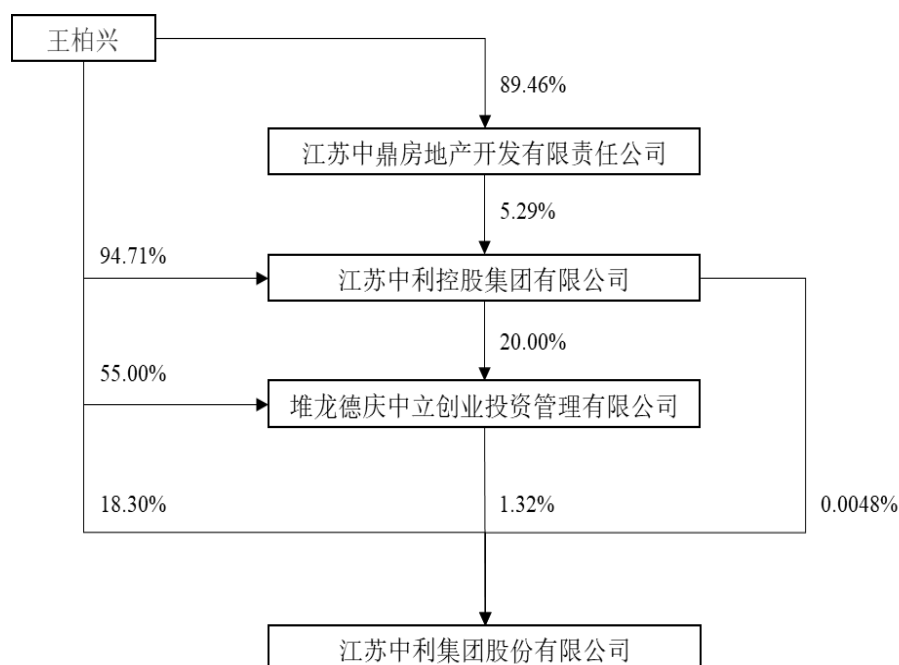 王柏兴
89.46%
江苏中鼎房地产开发有限责任公司
5.29%
94.71%
江苏中利控股集团有限公司
20.00%
55.00%
堆龙德庆中立创业投资管理有限公司
18.30%
1.32%
0.0048%
江苏中利集团股份有限公司